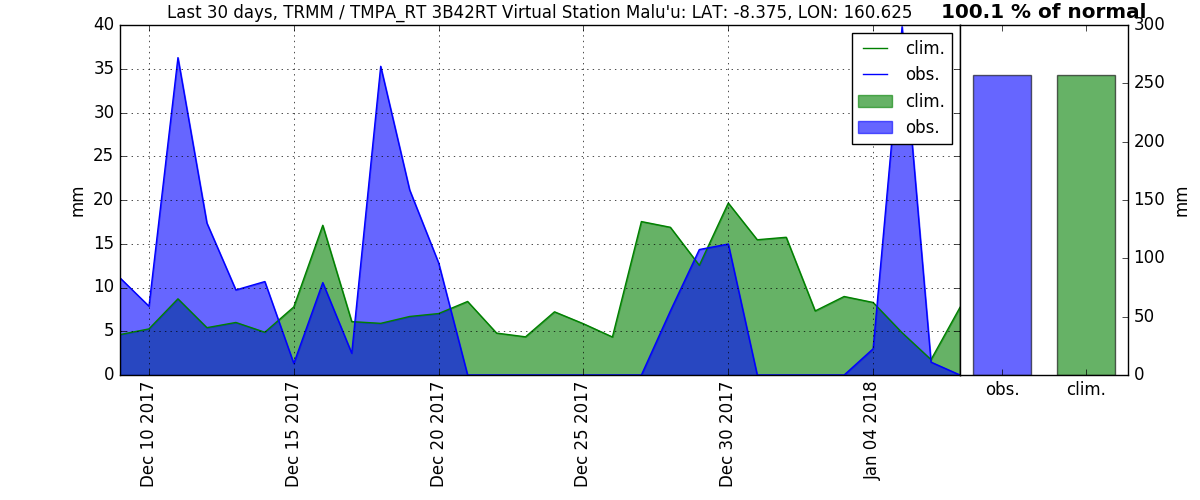 Last 30 days, TRMM / TMPA_RT 3B42RT Virtual Station Malu'u: LAT: -8.375, LON: 160.625
100.1 % of normal
40
35
30
25
20
15
10
5
0
mm
clim.
obs.
clim.
obs.
300
250
200
150
100
50
0
mm
Dec 10 2017
Dec 15 2017
Dec 20 2017
Dec 25 2017
Dec 30 2017
Jan 04 2018
obs.
clim.